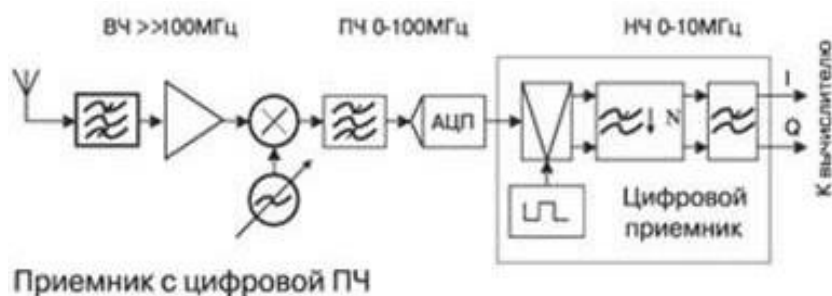 ВЧ >>100МГц
ПЧ 0-100МГц
НЧ 0-10МГц
АЦП
↓ N
I
Q
К вычислителю
Цифровой
приемник
Приемник с цифровой ПЧ